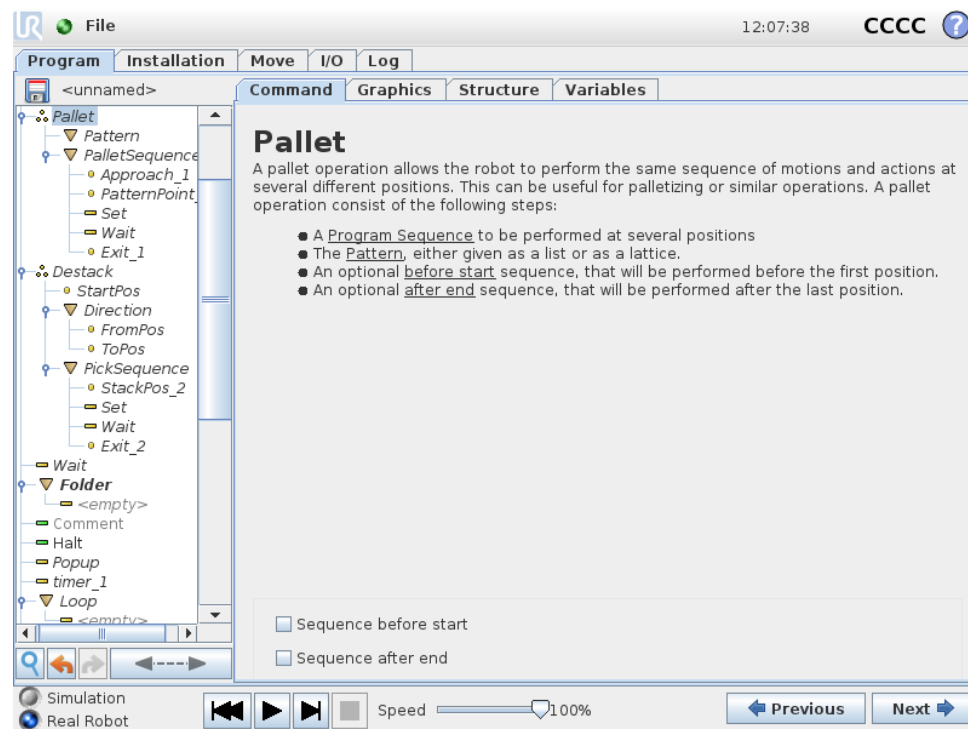 UR File 12:07:38 CCCC ?
Program Installation Move I/O Log
<unnamed> Command Graphics Structure Variables
Pallet
Pattern
PalletSequence
Approach_1
PatternPoint_
Set
Wait
Exit_1
Destack
StartPos
Direction
FromPos
ToPos
PickSequence
StackPos_2
Set
Wait
Exit_2
Wait
Folder
<empty>
Comment
Halt
Popup
timer_1
Loop
<empty>
Pallet
A pallet operation allows the robot to perform the same sequence of motions and actions at
several different positions. This can be useful for palletizing or similar operations. A pallet
operation consist of the following steps:
● A Program Sequence to be performed at several positions
● The Pattern, either given as a list or as a lattice.
● An optional before start sequence, that will be performed before the first position.
● An optional after end sequence, that will be performed after the last position.
Sequence before start
Sequence after end
Simulation
Real Robot
Speed 100%
Previous Next